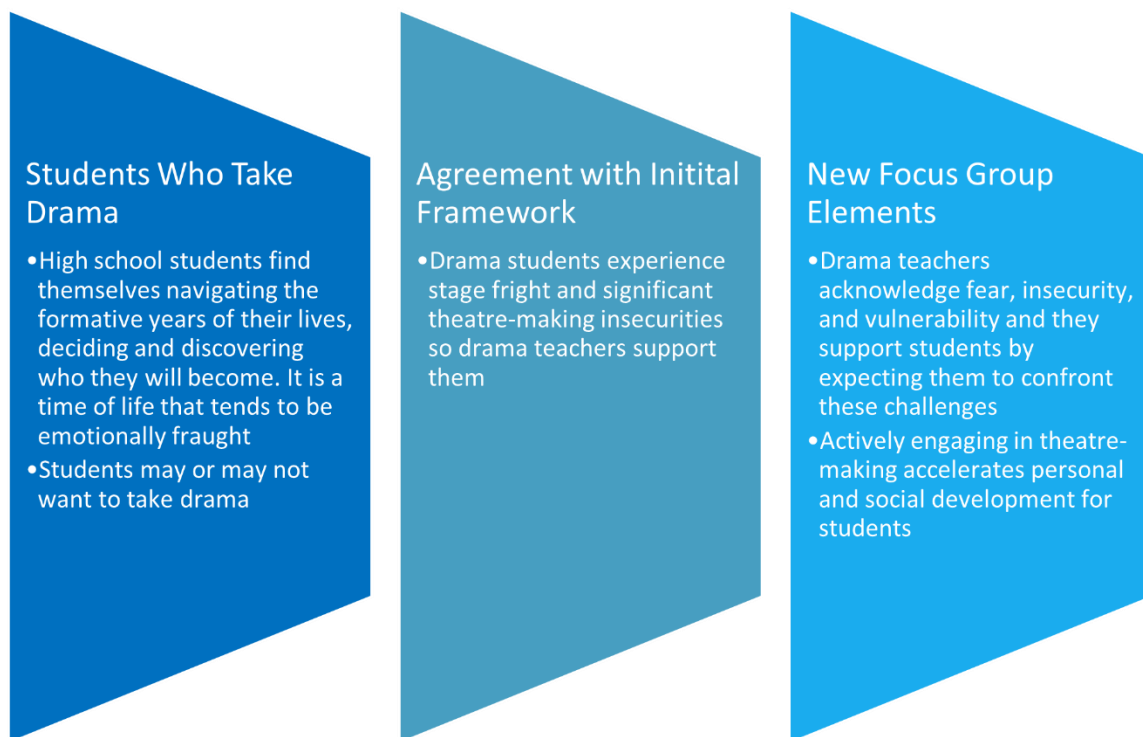 Students Who Take
Drama
•High school students find
themselves navigating the
formative years of their lives,
deciding and discovering
who they will become. It is a
time of life that tends to be
emotionally fraught
•Students may or may not
want to take drama
Agreement with Initital
Framework
•Drama students experience
stage fright and significant
theatre-making insecurities
so drama teachers support
them
New Focus Group
Elements
•Drama teachers
acknowledge fear, insecurity,
and vulnerability and they
support students by
expecting them to confront
these challenges
•Actively engaging in theatre-
making accelerates personal
and social development for
students